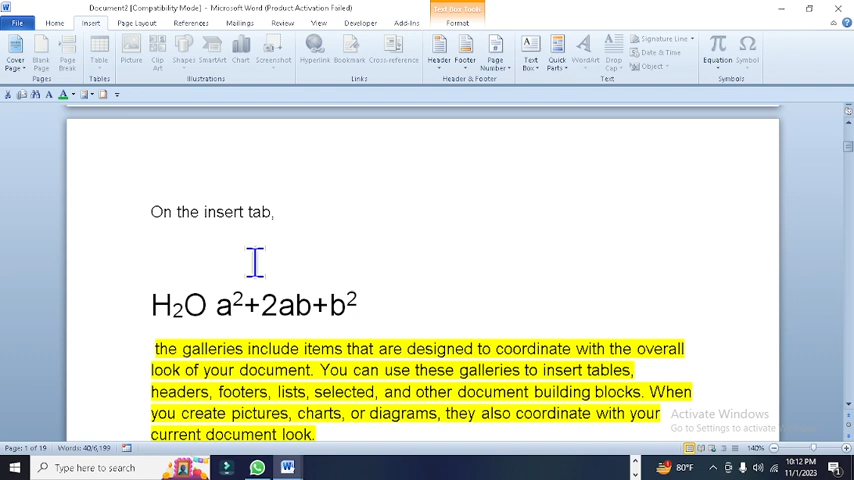 Document2 [Compatibility Mode] - Microsoft Word (Product Activation Failed)
Text Box Tools
File Home Insert Page Layout References Mailings Review View Developer Add-Ins Format
Cover Page Blank Page Page Break Table Picture Clip Art Shapes SmartArt Chart Screenshot Hyperlink Bookmark Cross-reference Header Footer Page Number Text Box Quick Parts WordArt Drop Cap Signature Line Date & Time Object Equation Symbol
Pages Tables Illustrations Links Header & Footer Text Symbols
On the insert tab,
H₂O a²+2ab+b²
the galleries include items that are designed to coordinate with the overall
look of your document. You can use these galleries to insert tables,
headers, footers, lists, selected, and other document building blocks. When
you create pictures, charts, or diagrams, they also coordinate with your
current document look.
Activate Windows
Go to Settings to activate Windows.
Page: 1 of 19 Words: 40/6,199 140%
Type here to search 80°F 10:12 PM
11/1/2023